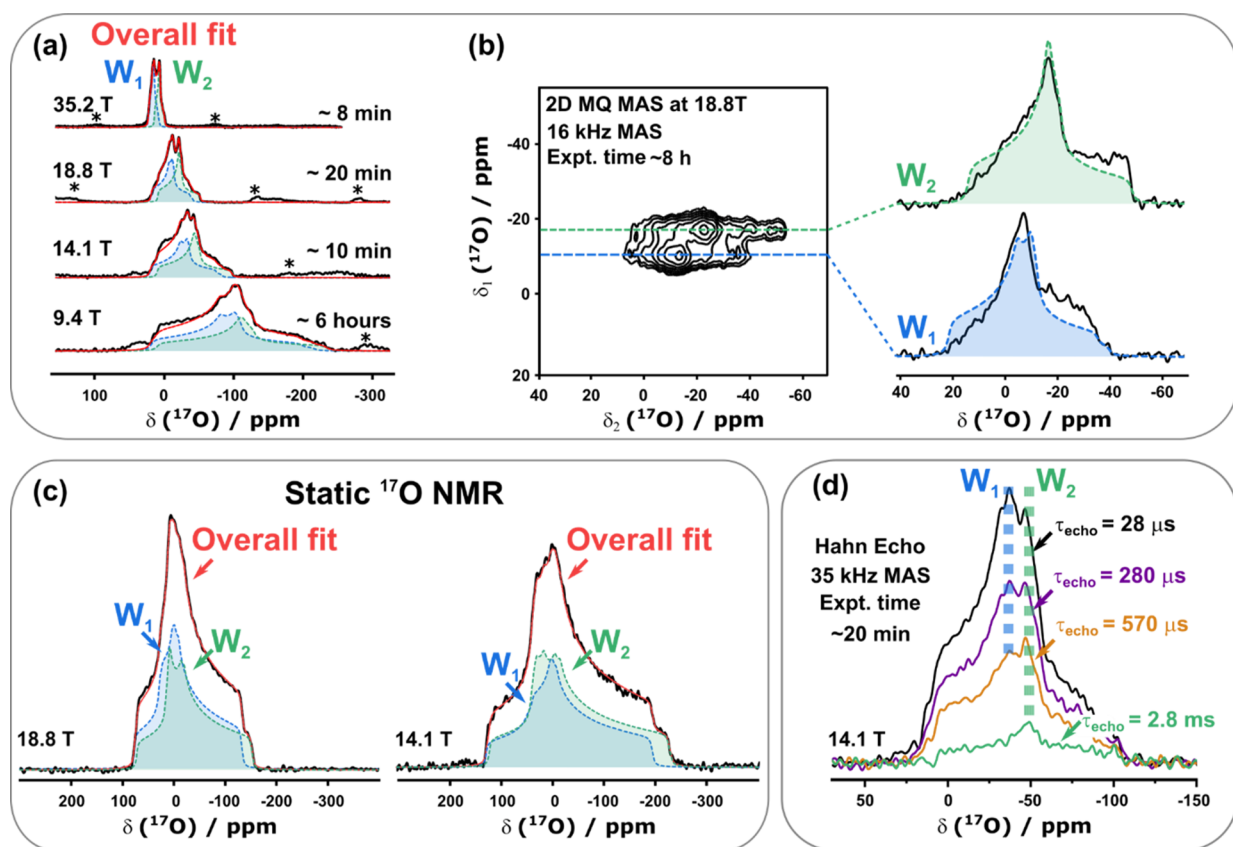 (a)
Overall fit
W1
W2
35.2 T
*
*
~ 8 min
18.8 T
*
*
*
~ 20 min
14.1 T
*
~ 10 min
9.4 T
*
~ 6 hours
100 0 -100 -200 -300
δ (17O) / ppm
(b)
2D MQ MAS at 18.8T
16 kHz MAS
Expt. time ~8 h
δ1 (17O) / ppm
-40
-20
0
20
40 20 0 -20 -40 -60
δ2 (17O) / ppm
W2
W1
40 20 0 -20 -40 -60
δ (17O) / ppm
(c)
Static 17O NMR
Overall fit
W1
W2
18.8 T
200 100 0 -100 -200 -300
δ (17O) / ppm
Overall fit
W1
W2
14.1 T
200 100 0 -100 -200 -300
δ (17O) / ppm
(d)
W1
W2
Hahn Echo
35 kHz MAS
Expt. time
~20 min
τecho = 28 μs
τecho = 280 μs
τecho = 570 μs
τecho = 2.8 ms
14.1 T
50 0 -50 -100 -150
δ (17O) / ppm